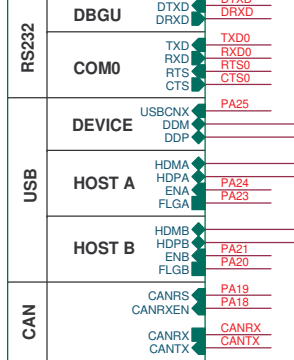 RS232
DBGU
DTXD DTXD
DRXD DRXD
COM0
TXD TXD0
RXD RXD0
RTS RTS0
CTS CTS0
USB
DEVICE
USBCNX PA25
DDM
DDP
HOST A
HDMA
HDPA
ENA PA24
FLGA PA23
HOST B
HDMB
HDPB
ENB PA21
FLGB PA20
CAN
CANRS PA19
CANRXEN PA18
CANRX CANRX
CANTX CANTX